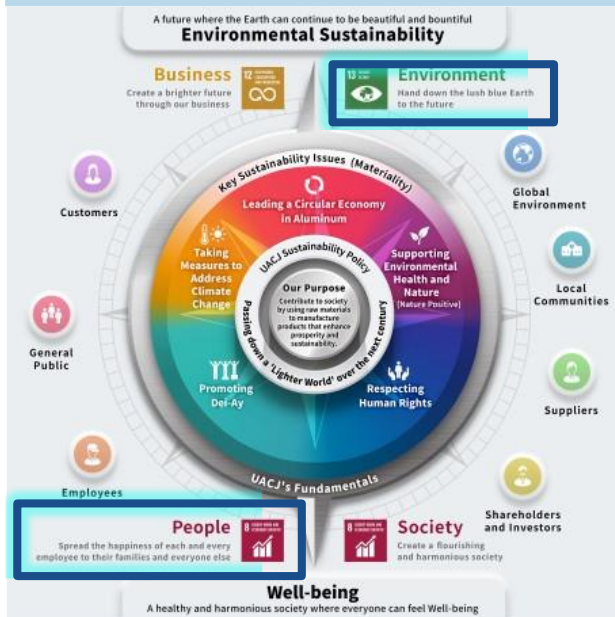 A future where the Earth can continue to be beautiful and bountiful
Environmental Sustainability
Business
Create a brighter future
through our business
12
13
Environment
Hand down the lush blue Earth
to the future
Key Sustainability Issues (Materiality)
Leading a Circular Economy
in Aluminum
Taking
Measures to
Address
Climate
Change
Supporting
Environmental
Health and
Nature
(Nature Positive)
UACJ Sustainability Policy
Our Purpose
Contribute to society
by using raw materials
to manufacture
products that enhance
prosperity and
sustainability.
Passing down a 'Lighter World' over the next century
Promoting
Dei-Ay
Respecting
Human Rights
UACJ's Fundamentals
Customers
General
Public
Employees
Global
Environment
Local
Communities
Suppliers
Shareholders
and Investors
People
Spread the happiness of each and every
employee to their families and everyone else
8
8
Society
Create a flourishing
and harmonious society
Well-being
A healthy and harmonious society where everyone can feel Well-being